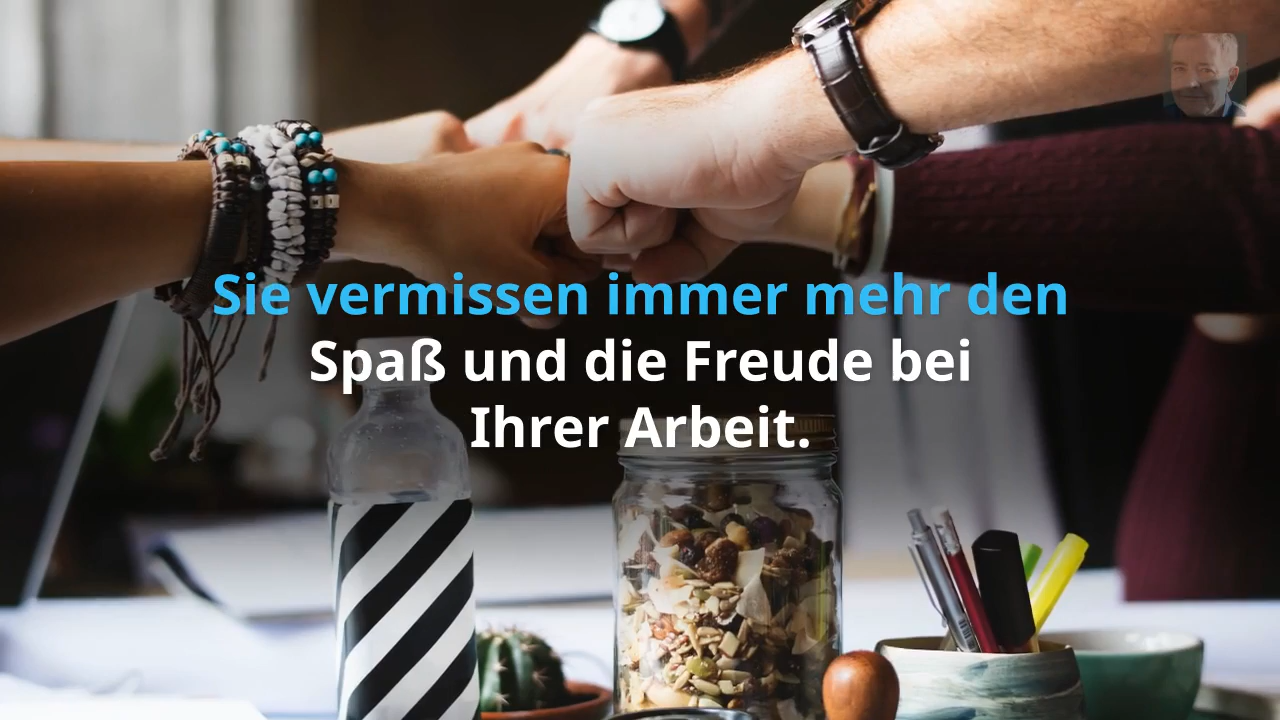 Sie vermissen immer mehr den
Spaß und die Freude bei
Ihrer Arbeit.